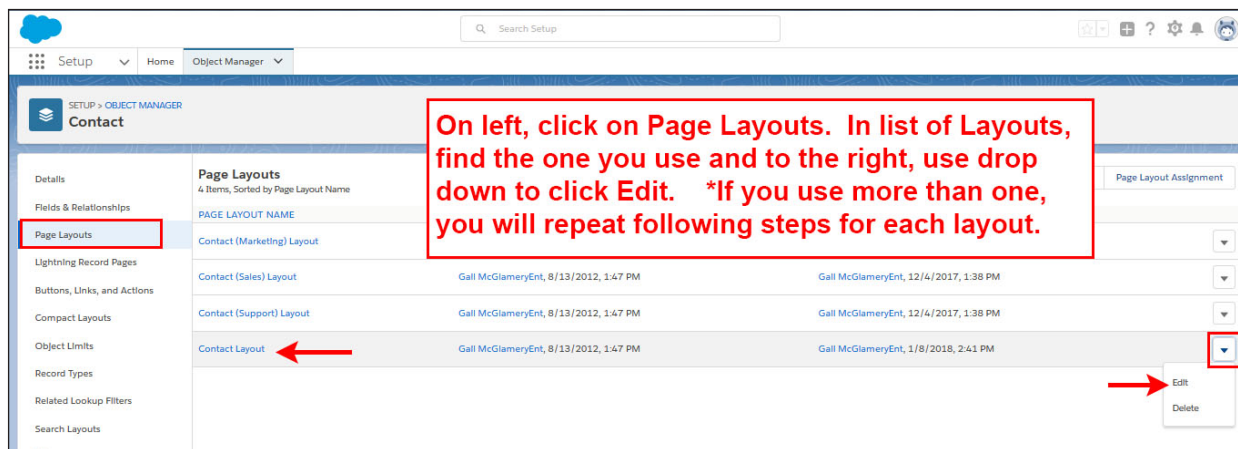 Search Setup
Setup Home Object Manager
SETUP > OBJECT MANAGER
Contact
On left, click on Page Layouts. In list of Layouts,
find the one you use and to the right, use drop
down to click Edit. *If you use more than one,
you will repeat following steps for each layout.
Details
Fields & Relationships
Page Layouts
Lightning Record Pages
Buttons, Links, and Actions
Compact Layouts
Object Limits
Record Types
Related Lookup Filters
Search Layouts
Page Layouts
4 Items, Sorted by Page Layout Name
Page Layout Assignment
PAGE LAYOUT NAME
Contact (Marketing) Layout
Contact (Sales) Layout Gail McGlameryEnt, 8/13/2012, 1:47 PM Gail McGlameryEnt, 12/4/2017, 1:38 PM
Contact (Support) Layout Gail McGlameryEnt, 8/13/2012, 1:47 PM Gail McGlameryEnt, 12/4/2017, 1:38 PM
Contact Layout Gail McGlameryEnt, 8/13/2012, 1:47 PM Gail McGlameryEnt, 1/8/2018, 2:41 PM
Edit
Delete